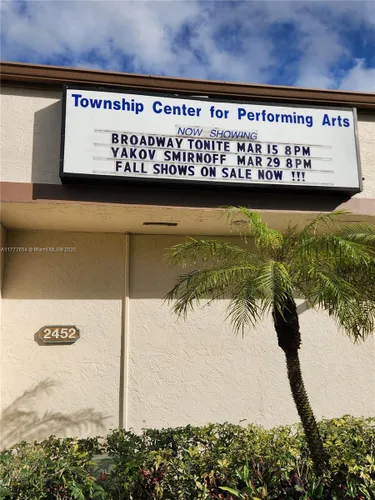 Township Center for Performing Arts
NOW SHOWING
BROADWAY TONITE MAR 15 8PM
YAKOV SMIRNOFF MAR 29 8PM
FALL SHOWS ON SALE NOW !!!
2452